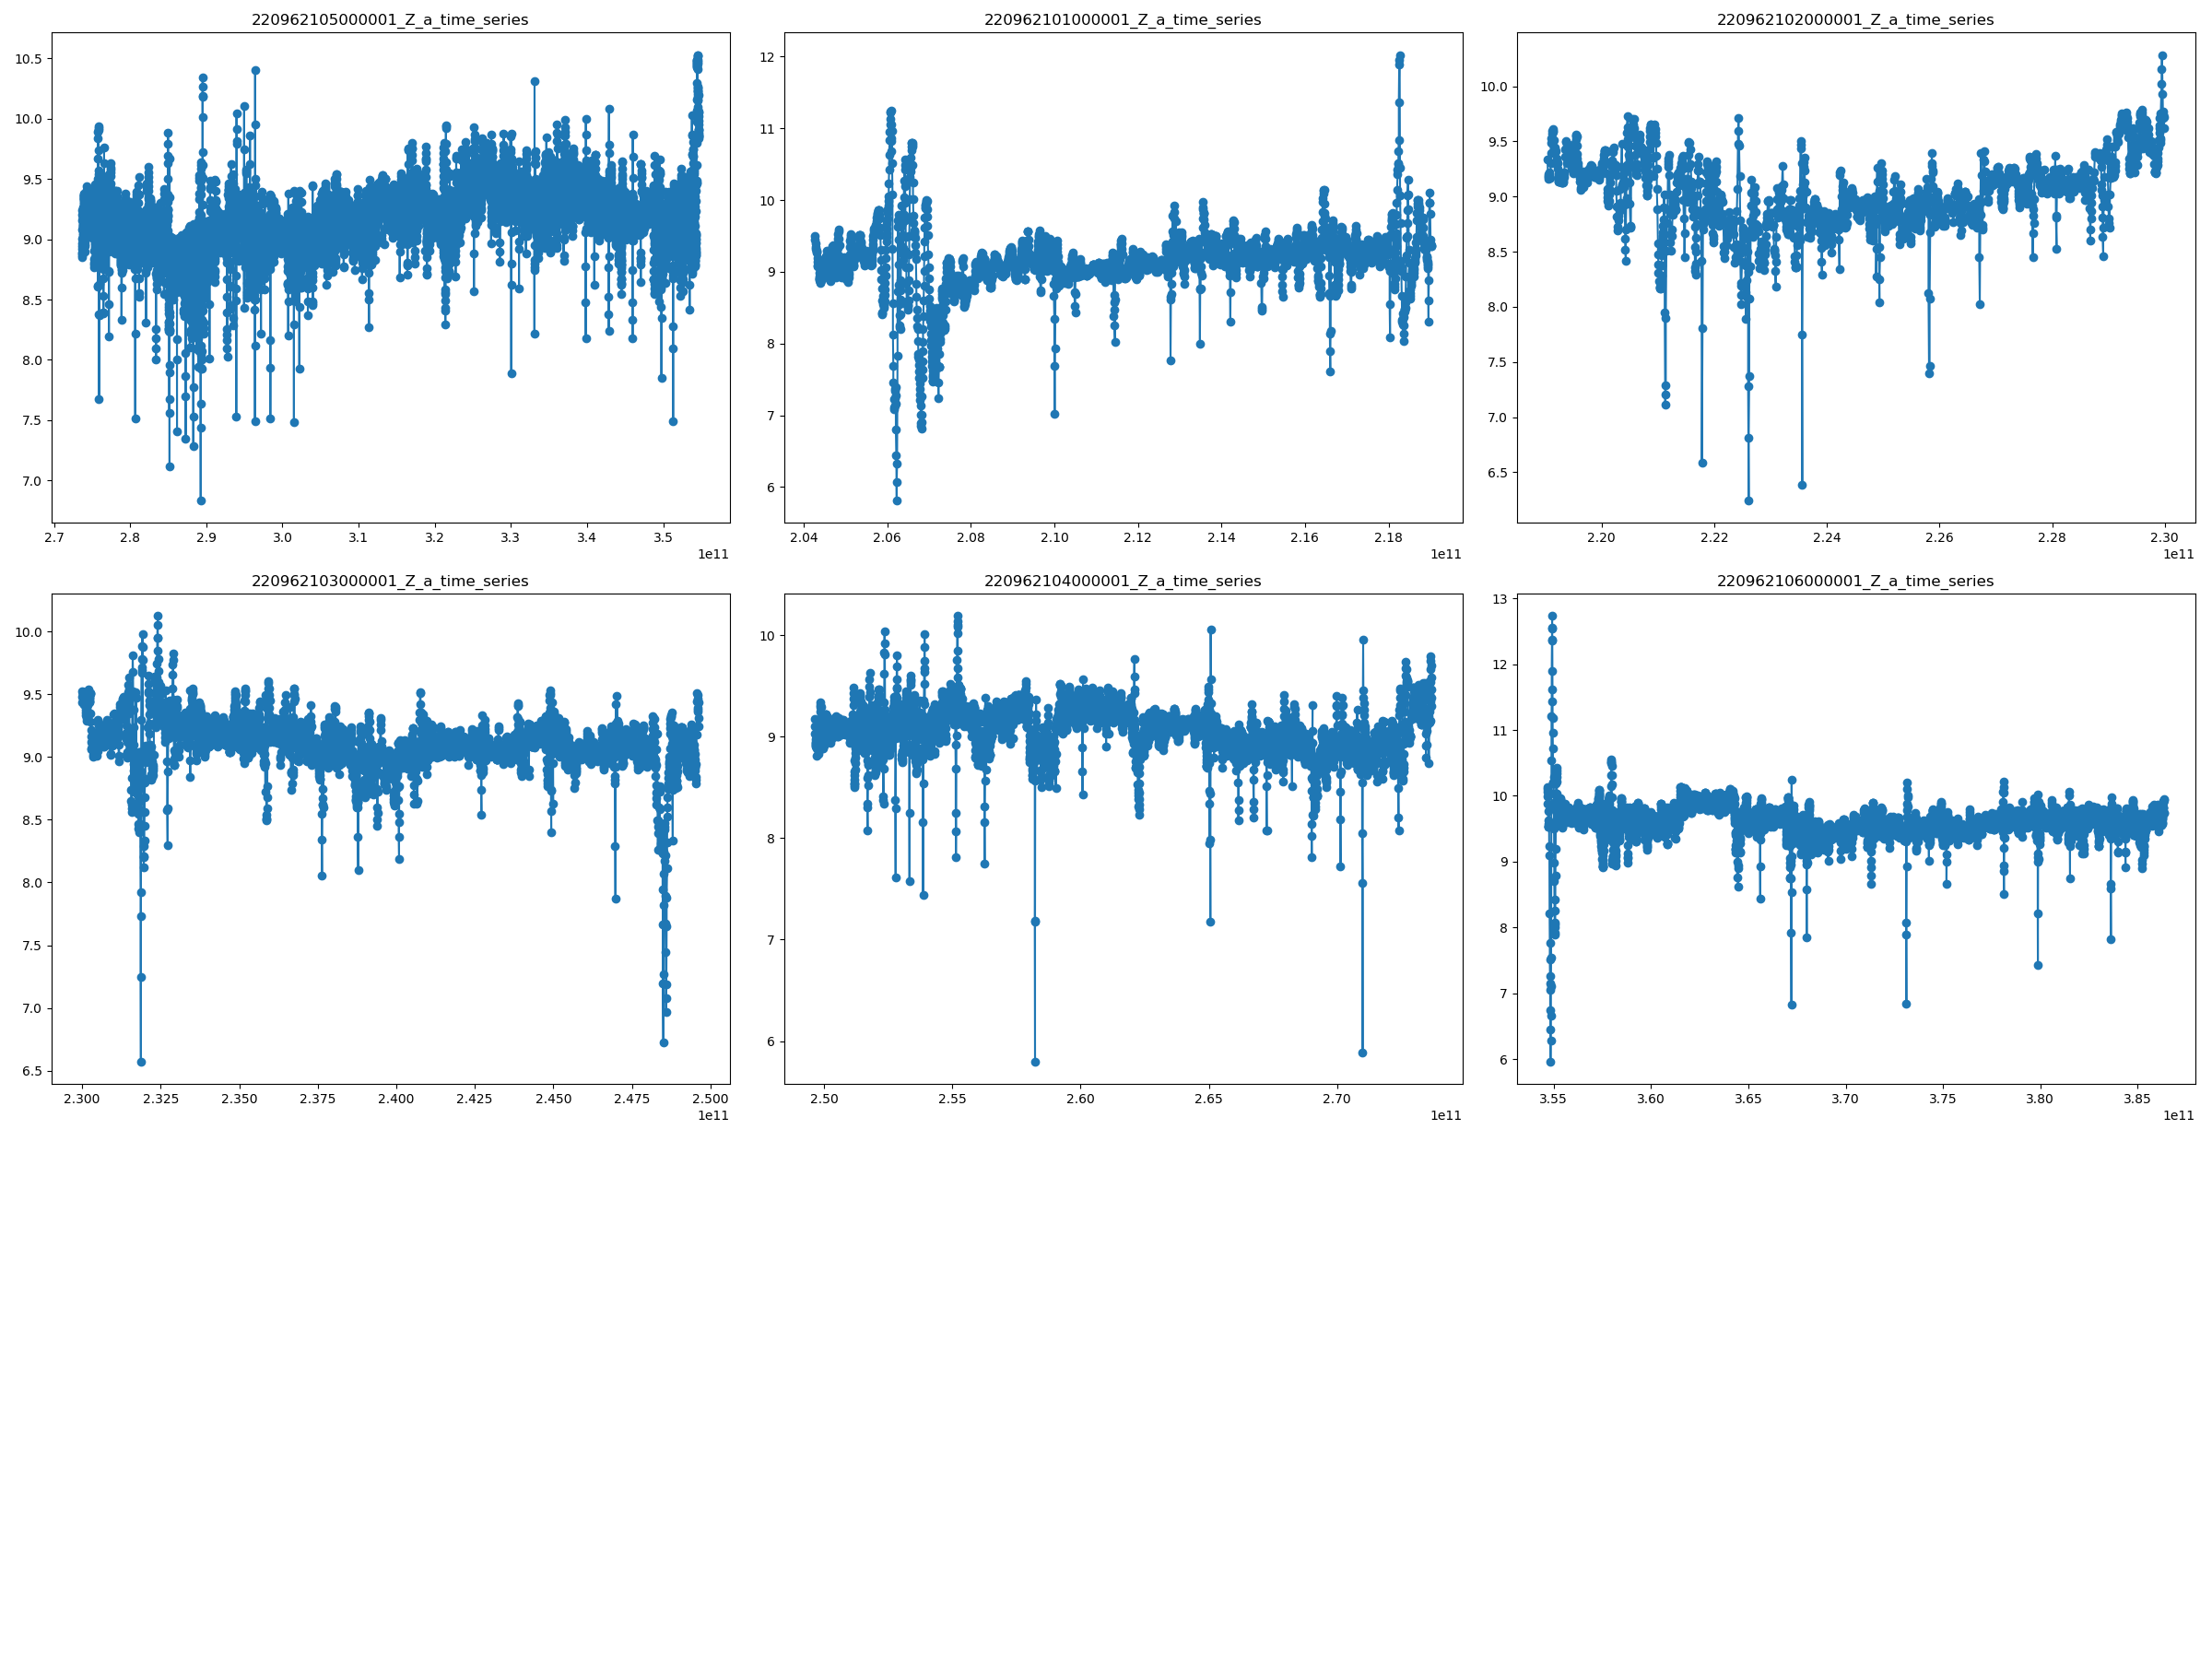 220962105000001_Z_a_time_series
220962101000001_Z_a_time_series
220962102000001_Z_a_time_series
10.5
10.0
9.5
9.0
8.5
8.0
7.5
7.0
2.7 2.8 2.9 3.0 3.1 3.2 3.3 3.4 3.5
1e11
12
11
10
9
8
7
6
2.04 2.06 2.08 2.10 2.12 2.14 2.16 2.18
1e11
10.0
9.5
9.0
8.5
8.0
7.5
7.0
6.5
2.20 2.22 2.24 2.26 2.28 2.30
1e11
220962103000001_Z_a_time_series
220962104000001_Z_a_time_series
220962106000001_Z_a_time_series
10.0
9.5
9.0
8.5
8.0
7.5
7.0
6.5
2.300 2.325 2.350 2.375 2.400 2.425 2.450 2.475 2.500
1e11
10
9
8
7
6
2.50 2.55 2.60 2.65 2.70
1e11
13
12
11
10
9
8
7
6
3.55 3.60 3.65 3.70 3.75 3.80 3.85
1e11